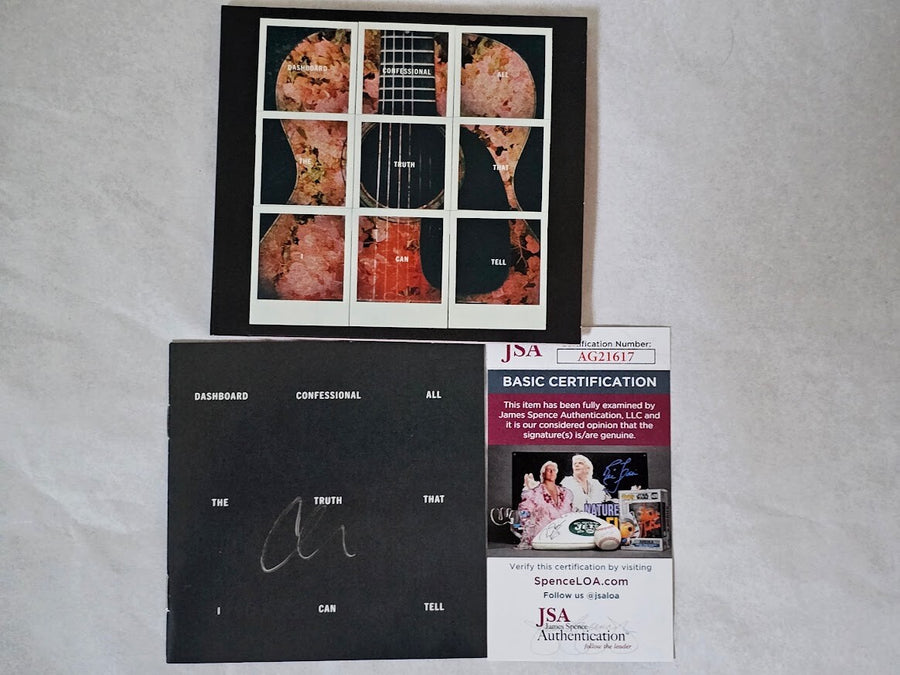 DASHBOARD CONFESSIONAL ALL
THE TRUTH THAT
I CAN TELL
DASHBOARD CONFESSIONAL ALL
THE TRUTH THAT
I CAN TELL
JSA
Certification Number:
AG21617
BASIC CERTIFICATION
This item has been fully examined by
James Spence Authentication, LLC and
it is our considered opinion that the
signature(s) is/are genuine.
NATURE
JETS
Verify this certification by visiting
SpenceLOA.com
Follow us @jsaloa
JSA
James Spence
Authentication
follow the leader